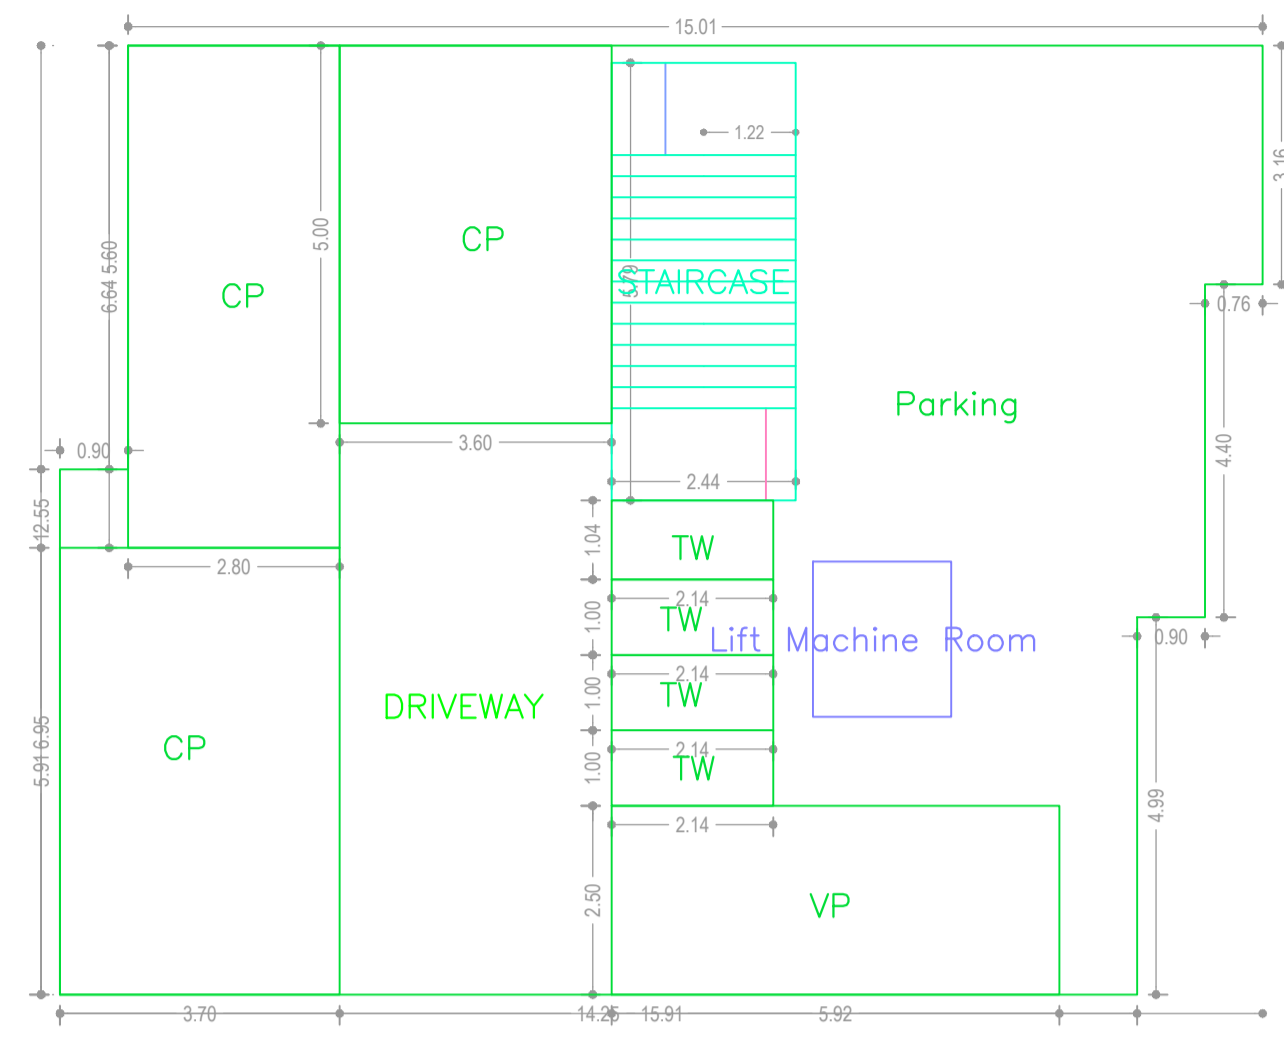 15.01
1.22
3.16
5.60
5.00
CP
6.64
STAIRCASE
5.79
CP
0.76
Parking
0.90
3.60
4.40
2.44
12.55
1.04
TW
2.80
2.14
1.00
TW
0.90
Lift Machine Room
2.14
1.00
TW
DRIVEWAY
6.95
CP
2.14
1.00
TW
5.91
4.99
2.14
2.50
VP
3.70
14.25
15.91
5.92